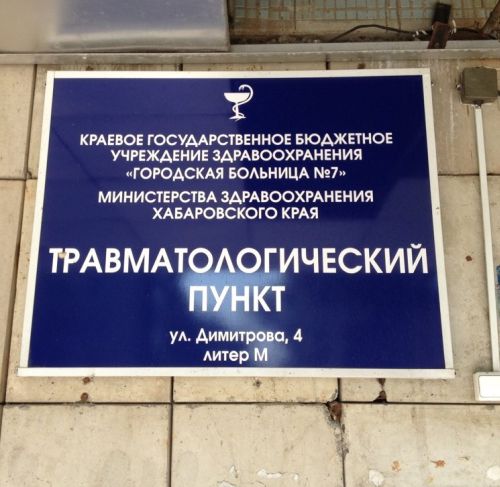 КРАЕВОЕ ГОСУДАРСТВЕННОЕ БЮДЖЕТНОЕ
УЧРЕЖДЕНИЕ ЗДРАВООХРАНЕНИЯ
«ГОРОДСКАЯ БОЛЬНИЦА №7»
МИНИСТЕРСТВА ЗДРАВООХРАНЕНИЯ
ХАБАРОВСКОГО КРАЯ
ТРАВМАТОЛОГИЧЕСКИЙ
ПУНКТ
ул. Димитрова, 4
литер М